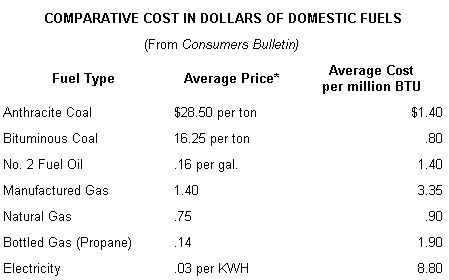 COMPARATIVE COST IN DOLLARS OF DOMESTIC FUELS
(From Consumers Bulletin)
Fuel Type Average Price* Average Cost per million BTU
Anthracite Coal $28.50 per ton $1.40
Bituminous Coal 16.25 per ton .80
No. 2 Fuel Oil .16 per gal. 1.40
Manufactured Gas 1.40 3.35
Natural Gas .75 .90
Bottled Gas (Propane) .14 1.90
Electricity .03 per KWH 8.80